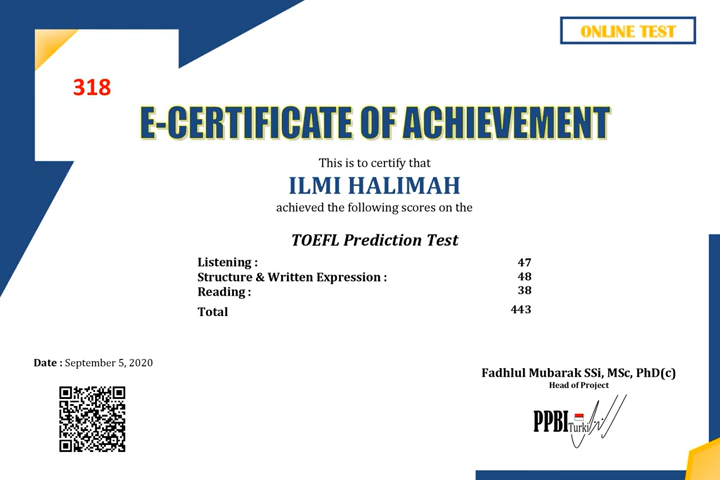 ONLINE TEST
318
E-CERTIFICATE OF ACHIEVEMENT
This is to certify that
ILMI HALIMAH
achieved the following scores on the
TOEFL Prediction Test
Listening : 47
Structure & Written Expression : 48
Reading : 38
Total 443
Date : September 5, 2020
Fadhlul Mubarak SSi, MSc, PhD(c)
Head of Project
PPBI Turki